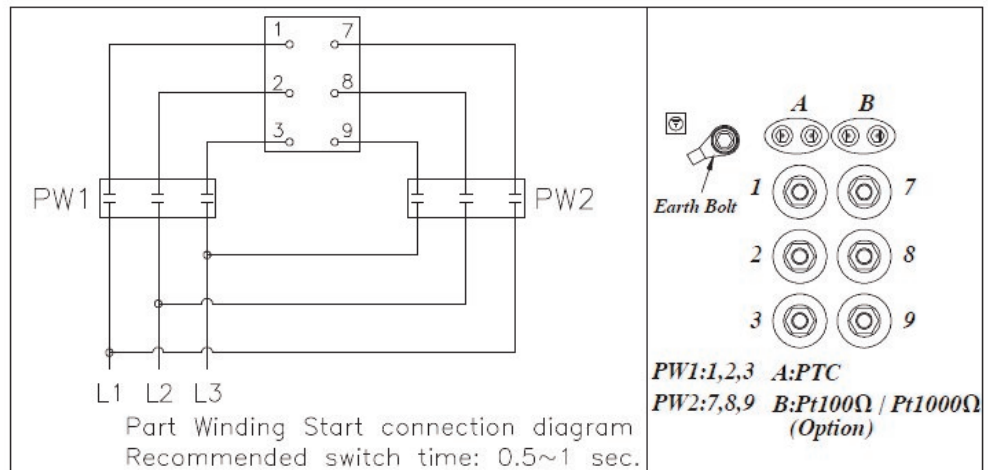 1 7
2 8
3 9
PW1 PW2
L1 L2 L3
Part Winding Start connection diagram
Recommended switch time: 0.5~1 sec.
A B
Earth Bolt
1 7
2 8
3 9
PW1:1,2,3 A:PTC
PW2:7,8,9 B:Pt100Ω / Pt1000Ω
(Option)